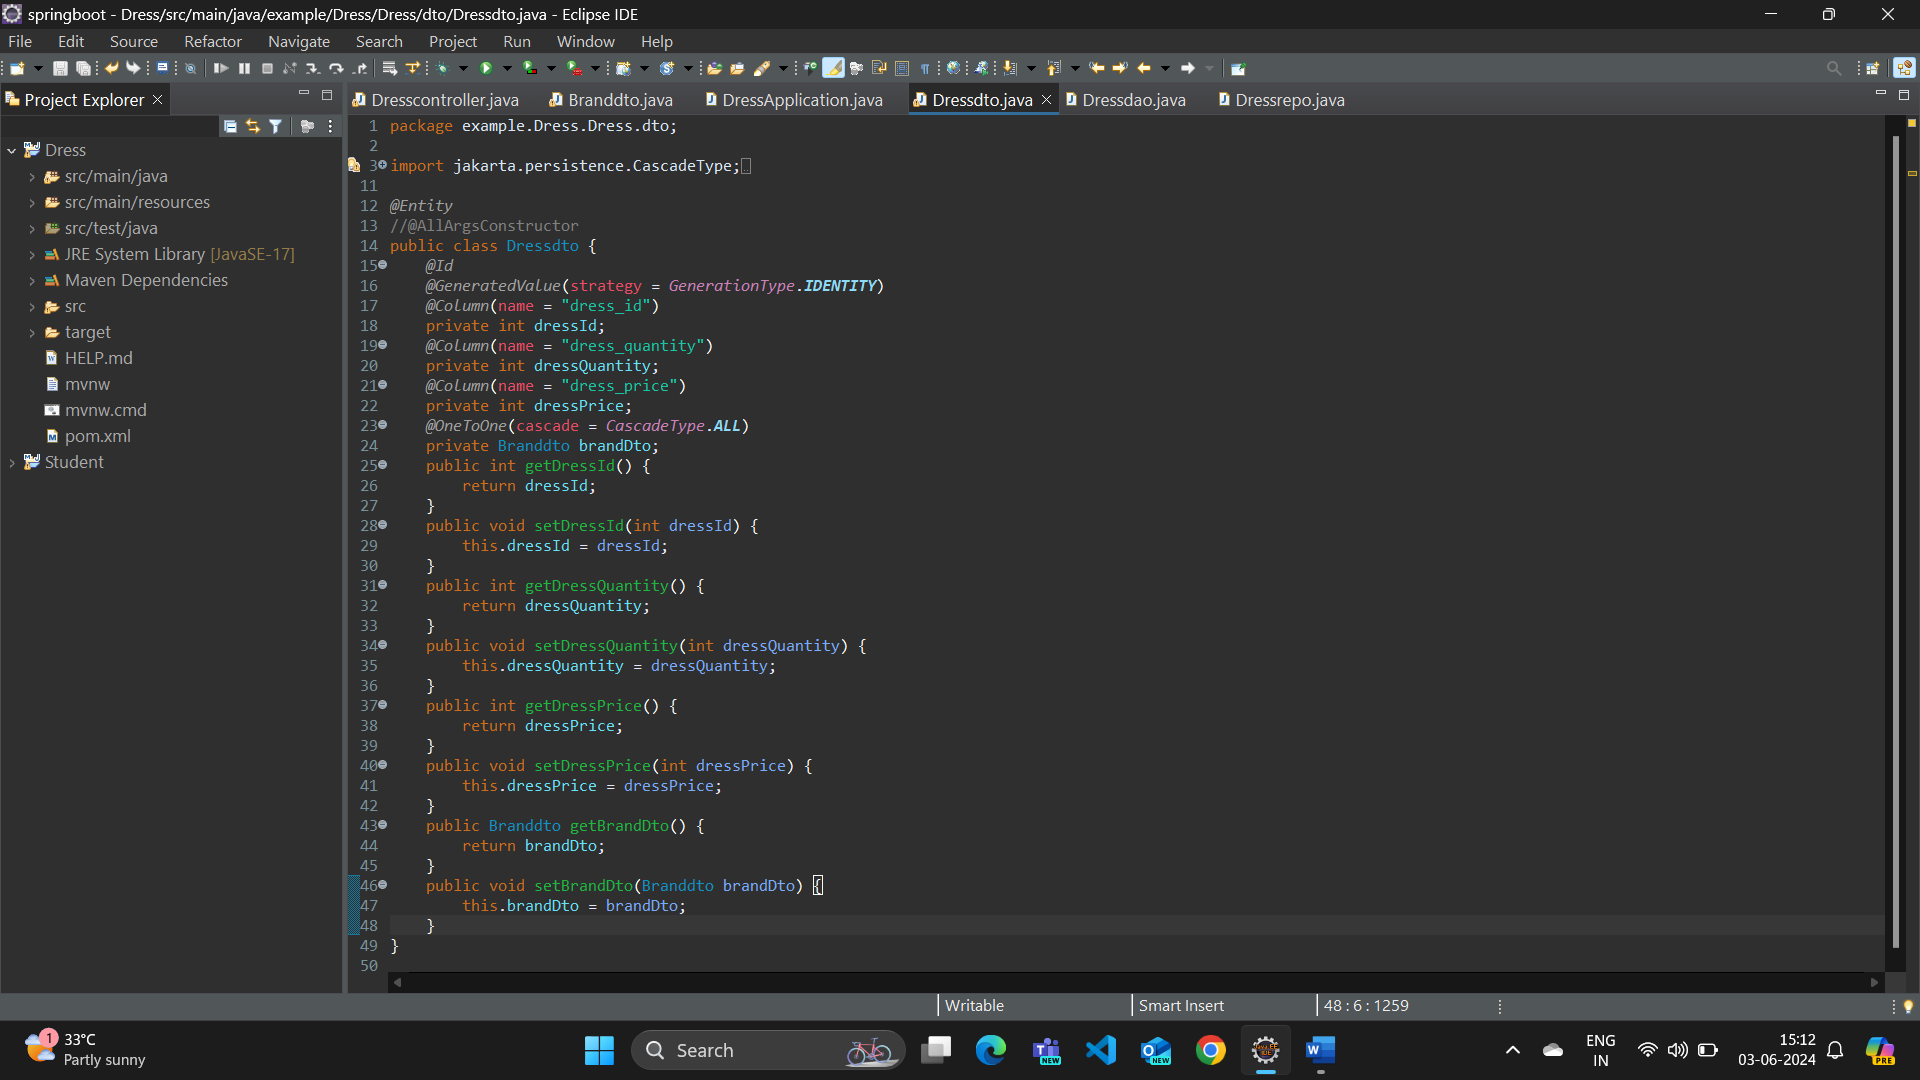 springboot - Dress/src/main/java/example/Dress/Dress/dto/Dressdto.java - Eclipse IDE
File Edit Source Refactor Navigate Search Project Run Window Help
Project Explorer
Dresscontroller.java Branddto.java DressApplication.java Dressdto.java Dressdao.java Dressrepo.java
Dress
src/main/java
src/main/resources
src/test/java
JRE System Library [JavaSE-17]
Maven Dependencies
src
target
HELP.md
mvnw
mvnw.cmd
pom.xml
Student
1 package example.Dress.Dress.dto;
2
3 import jakarta.persistence.CascadeType;
11
12 @Entity
13 //@AllArgsConstructor
14 public class Dressdto {
15 @Id
16 @GeneratedValue(strategy = GenerationType.IDENTITY)
17 @Column(name = "dress_id")
18 private int dressId;
19 @Column(name = "dress_quantity")
20 private int dressQuantity;
21 @Column(name = "dress_price")
22 private int dressPrice;
23 @OneToOne(cascade = CascadeType.ALL)
24 private Branddto brandDto;
25 public int getDressId() {
26 return dressId;
27 }
28 public void setDressId(int dressId) {
29 this.dressId = dressId;
30 }
31 public int getDressQuantity() {
32 return dressQuantity;
33 }
34 public void setDressQuantity(int dressQuantity) {
35 this.dressQuantity = dressQuantity;
36 }
37 public int getDressPrice() {
38 return dressPrice;
39 }
40 public void setDressPrice(int dressPrice) {
41 this.dressPrice = dressPrice;
42 }
43 public Branddto getBrandDto() {
44 return brandDto;
45 }
46 public void setBrandDto(Branddto brandDto) {
47 this.brandDto = brandDto;
48 }
49 }
50
Writable Smart Insert 48 : 6 : 1259
1
33°C
Partly sunny
Search
NEW
NEW
ENG
IN
15:12
03-06-2024
PRE